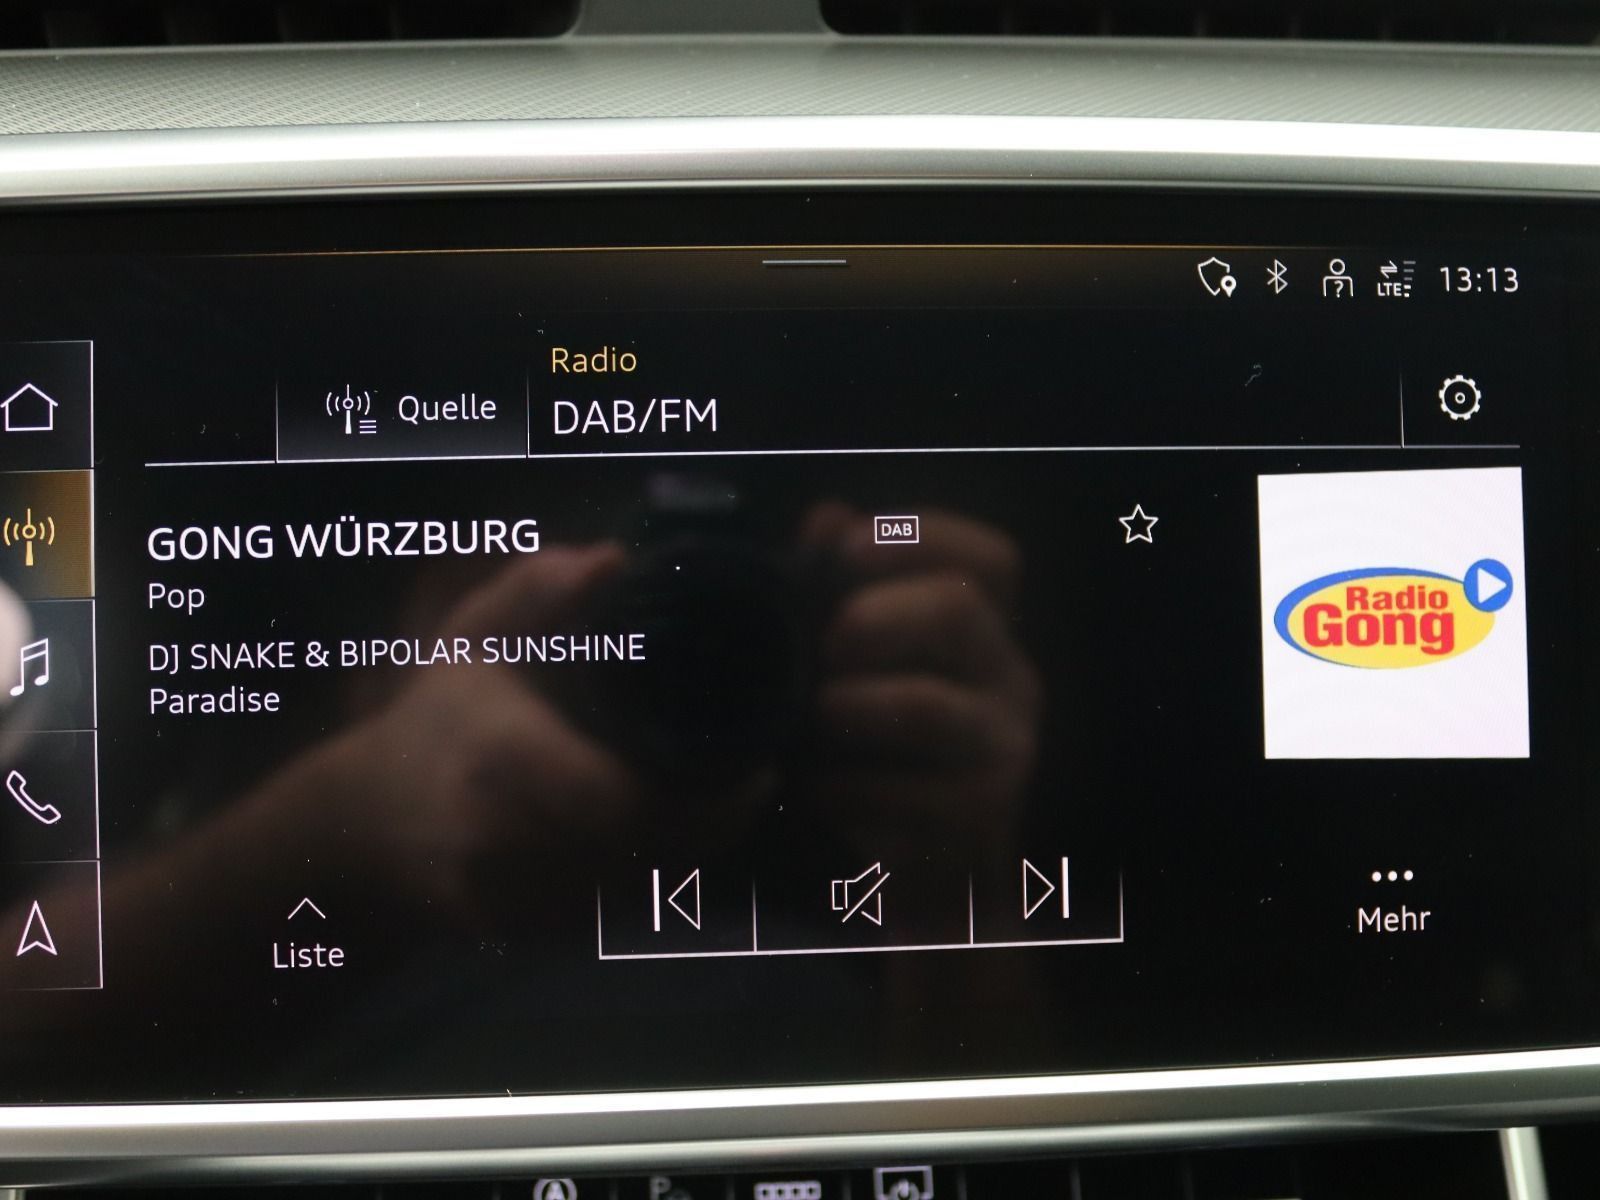 LTE 13:13
Radio
Quelle
DAB/FM
GONG WÜRZBURG
DAB
Pop
DJ SNAKE & BIPOLAR SUNSHINE
Paradise
Radio
Gong
Liste
Mehr
A
P